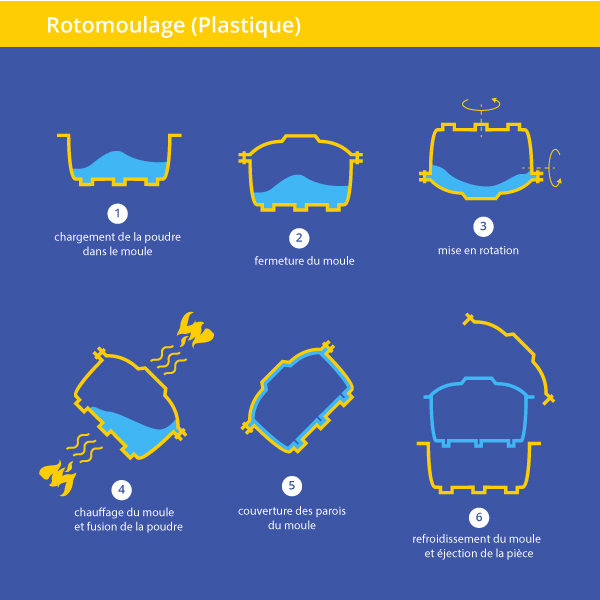 Rotomoulage (Plastique)
1
chargement de la poudre
dans le moule
2
fermeture du moule
3
mise en rotation
4
chauffage du moule
et fusion de la poudre
5
couverture des parois
du moule
6
refroidissement du moule
et éjection de la pièce